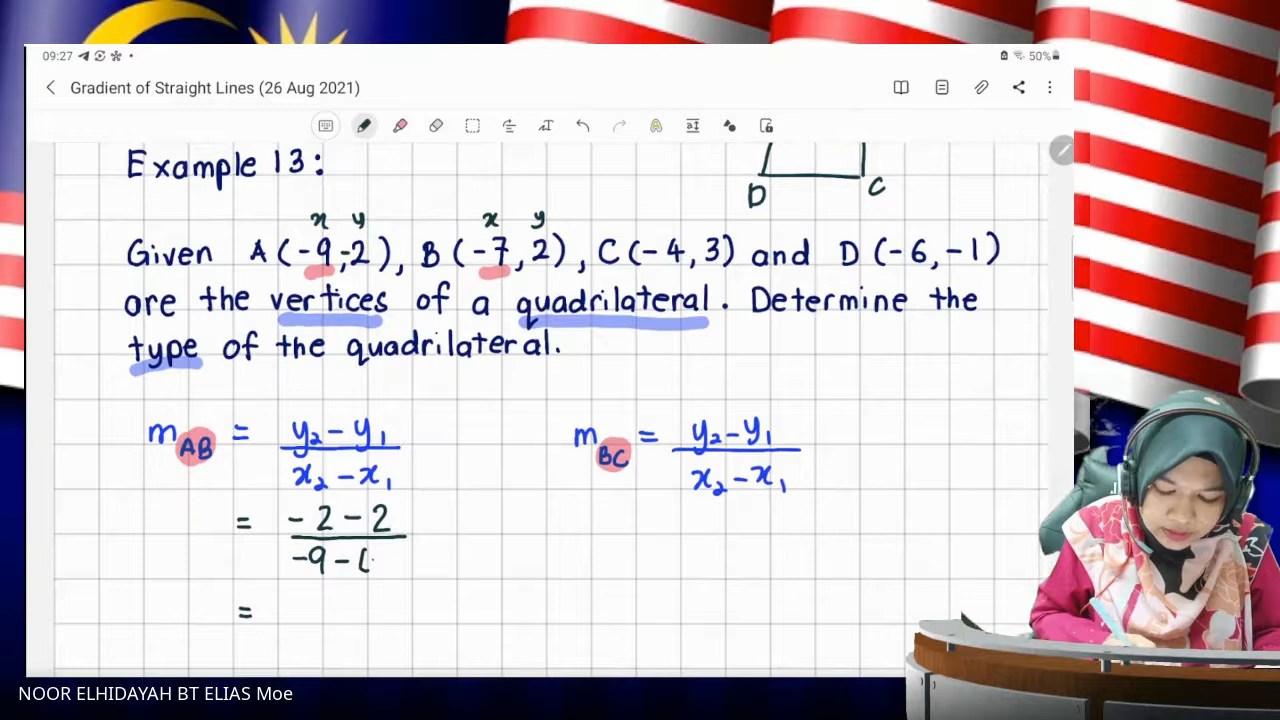 09:27 50%
Gradient of Straight Lines (26 Aug 2021)
Example 13:
D C
x y x y
Given A(-9,-2), B(-7,2), C(-4,3) and D(-6,-1)
are the vertices of a quadrilateral. Determine the
type of the quadrilateral.
m AB = y₂ - y₁ / x₂ - x₁ m BC = y₂ - y₁ / x₂ - x₁
= -2 - 2 / -9 - (
=
NOOR ELHIDAYAH BT ELIAS Moe